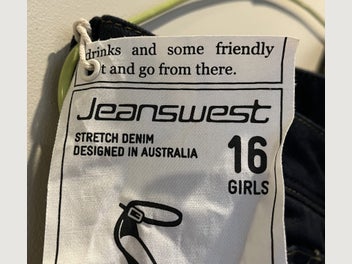 drinks and some friendly
and go from there.
Jeanswest
STRETCH DENIM
DESIGNED IN AUSTRALIA
16
GIRLS